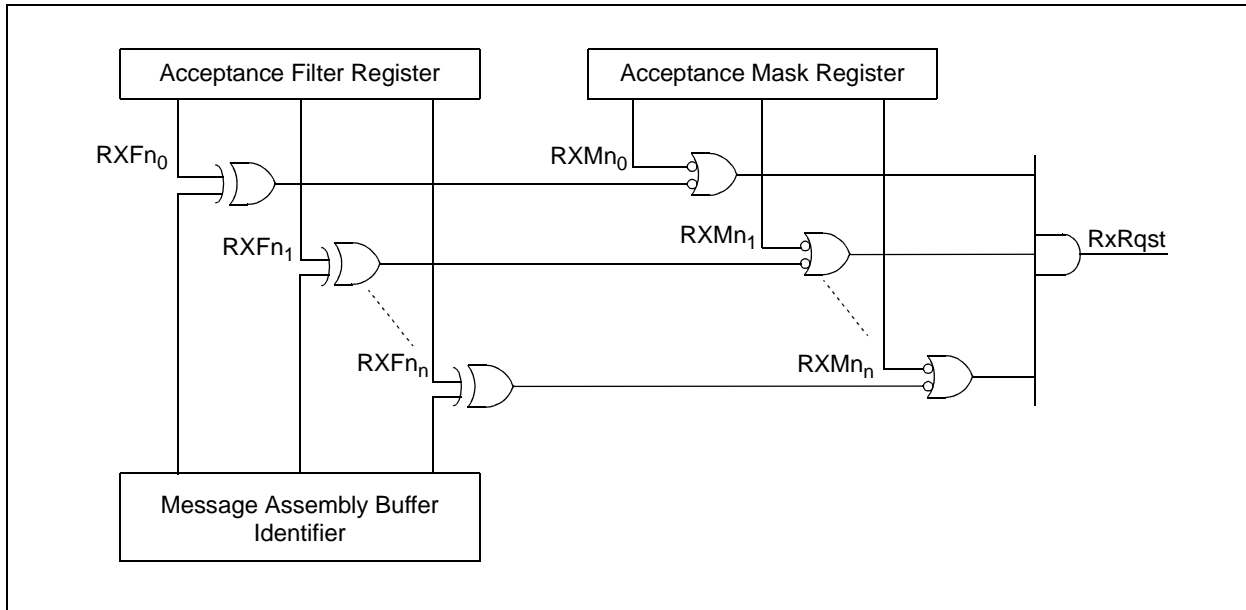 Acceptance Filter Register
Acceptance Mask Register
RXFn0
RXMn0
RXFn1
RXMn1
RxRqst
RXFnn
RXMnn
Message Assembly Buffer
Identifier